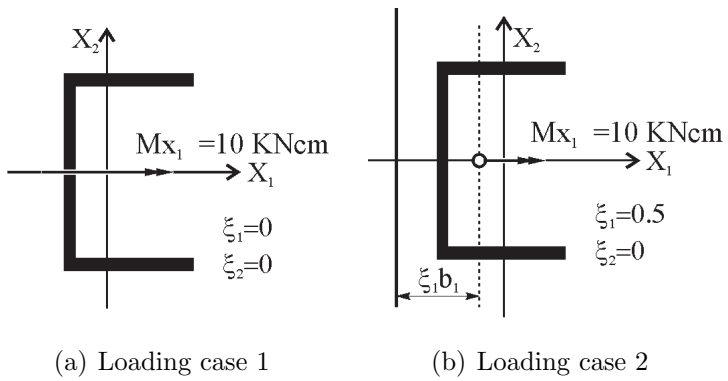 X₂
Mx₁ =10 KNcm
X₁
ξ₁=0
ξ₂=0
(a) Loading case 1
X₂
Mx₁ =10 KNcm
X₁
ξ₁=0.5
ξ₂=0
ξ₁b₁
(b) Loading case 2